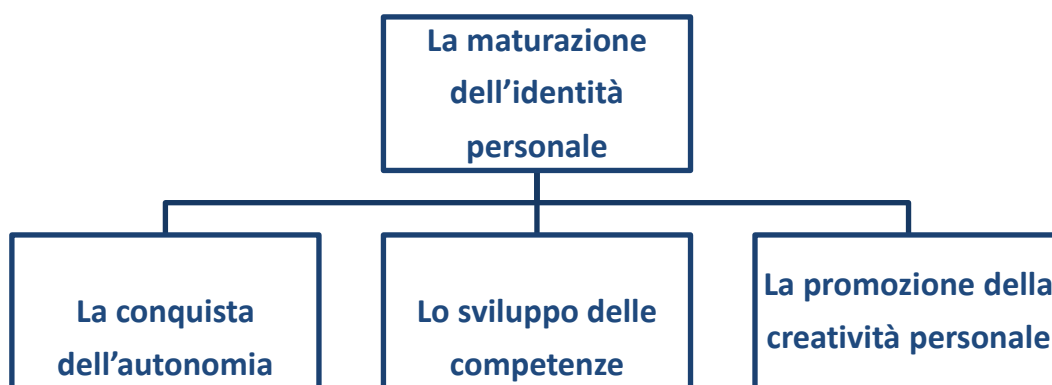 La maturazione
dell’identità
personale
La conquista
dell’autonomia
Lo sviluppo delle
competenze
La promozione della
creatività personale